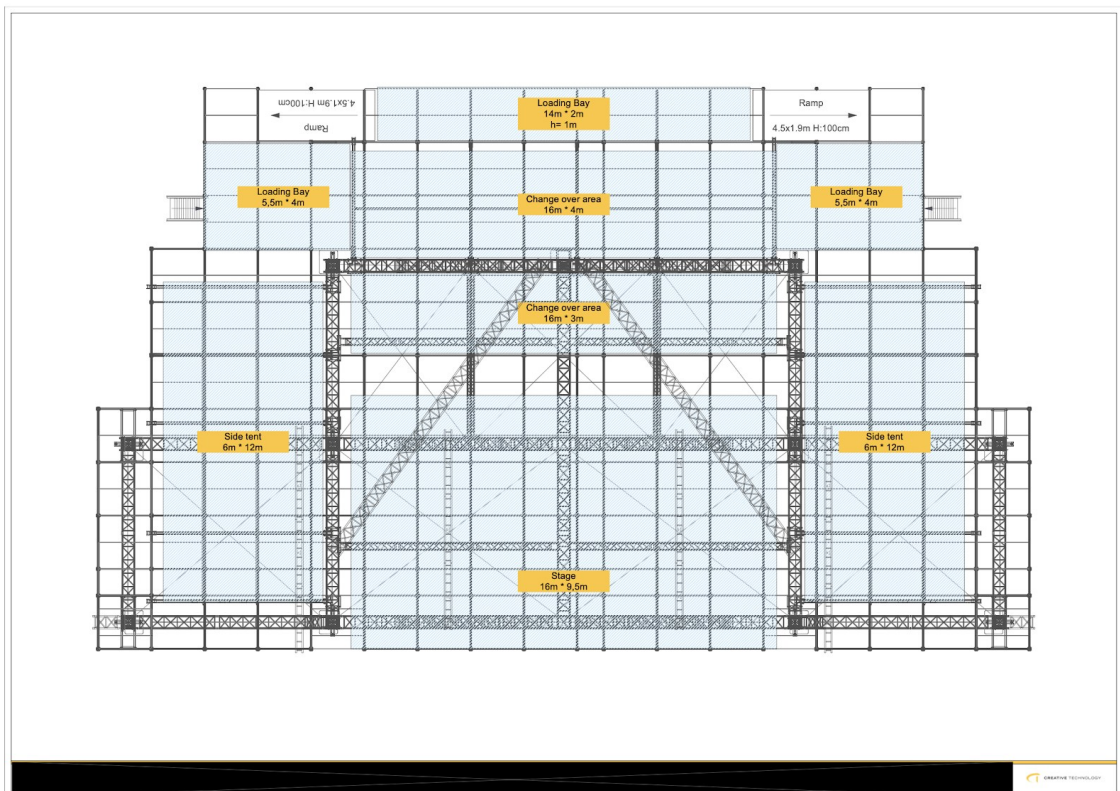 4.5x1.9m H:100cm
Ramp
Loading Bay
14m * 2m
h= 1m
Ramp
4.5x1.9m H:100cm
Loading Bay
5,5m * 4m
Change over area
16m * 4m
Loading Bay
5,5m * 4m
Change over area
16m * 3m
Side tent
6m * 12m
Side tent
6m * 12m
Stage
16m * 9,5m
CREATIVE TECHNOLOGY